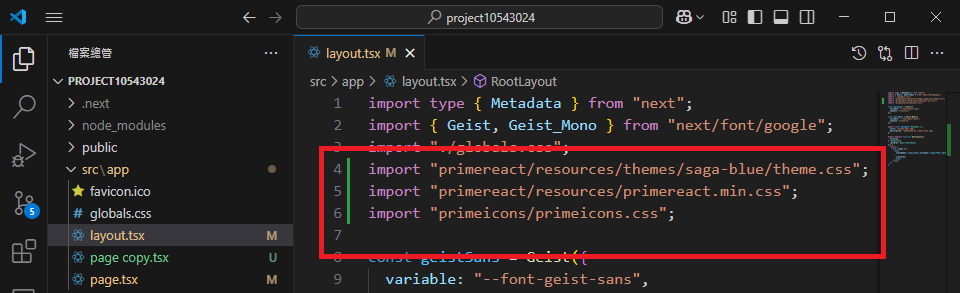 project10543024
檔案總管
layout.tsx M
PROJECT10543024
src > app > layout.tsx > RootLayout
.next
node_modules
public
src\app
favicon.ico
globals.css
layout.tsx M
page copy.tsx U
page.tsx M
5
1 import type { Metadata } from "next";
2 import { Geist, Geist_Mono } from "next/font/google";
3 import "./globals.css";
4 import "primereact/resources/themes/saga-blue/theme.css";
5 import "primereact/resources/primereact.min.css";
6 import "primeicons/primeicons.css";
7
8 const geistSans = Geist({
9 variable: "--font-geist-sans",